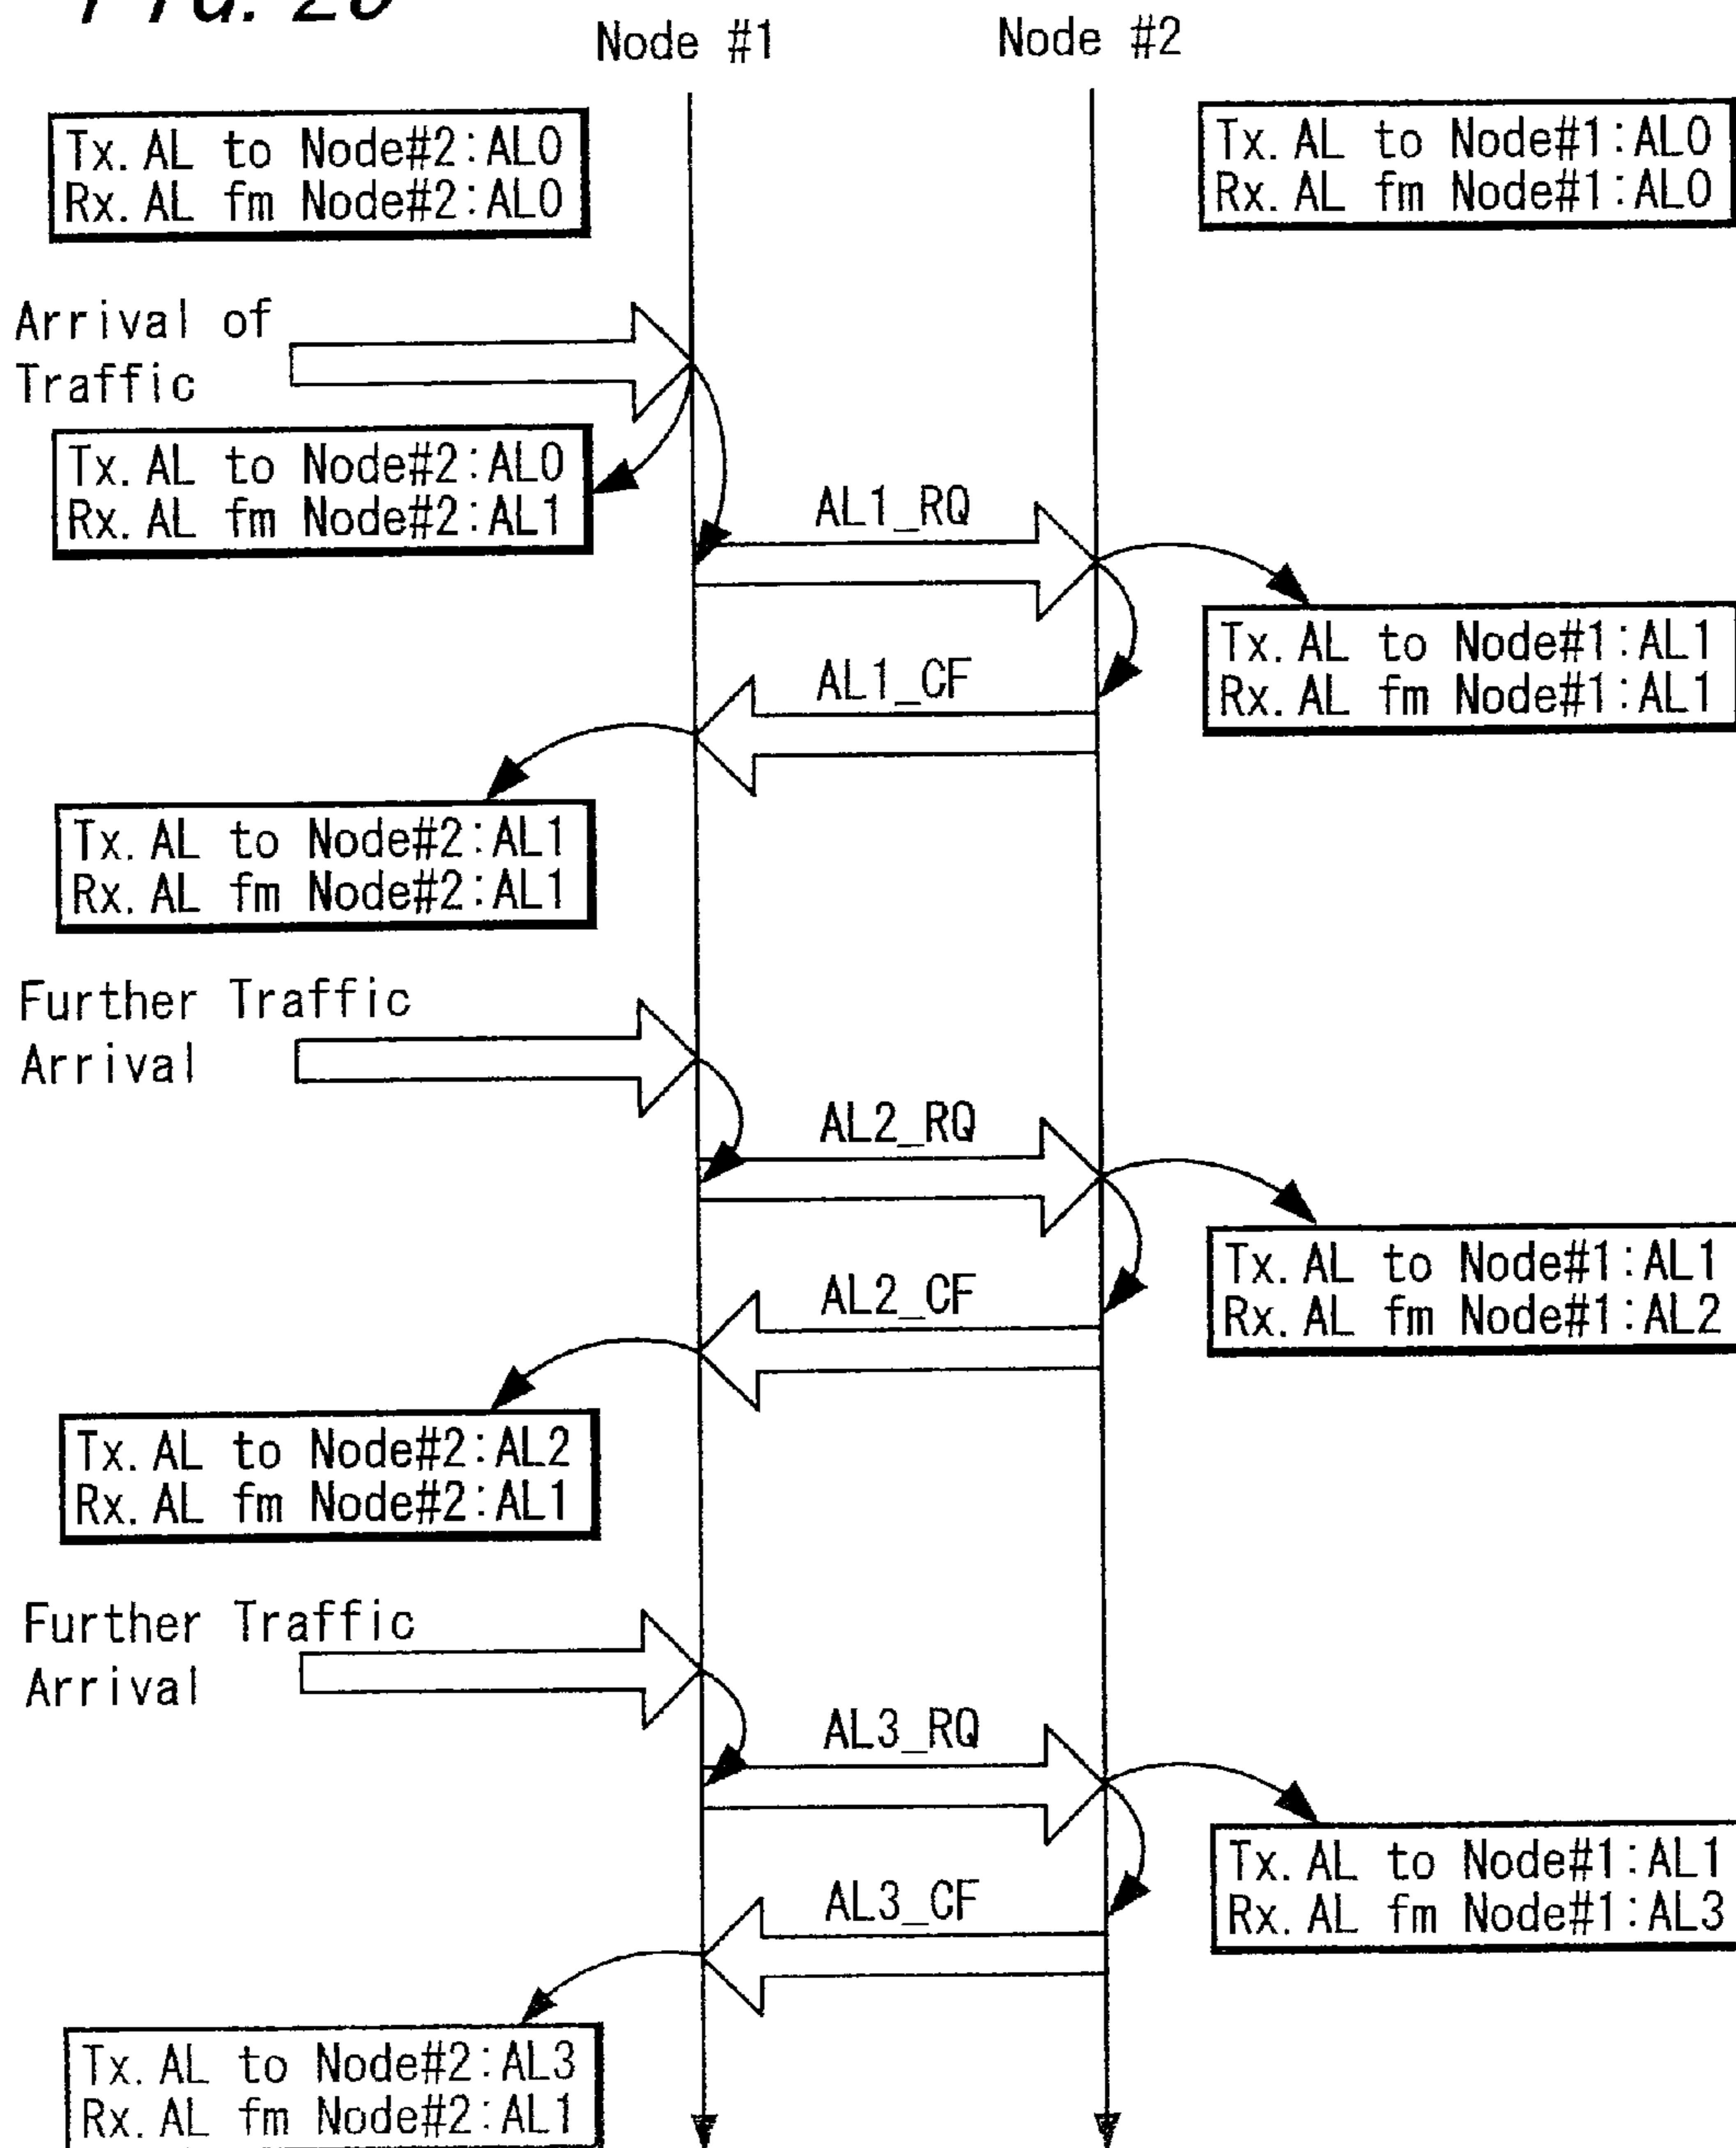 FIG.
Node #1
Node #2
Tx. AL to Node#2:AL0
Rx. AL fm Node#2:AL0
Tx. AL to Node#1:AL0
Rx. AL fm Node#1:AL0
Arrival of
Traffic
Tx. AL to Node#2:AL0
Rx. AL fm Node#2:AL1
AL1_RQ
Tx. AL to Node#1:AL1
Rx. AL fm Node#1:AL1
AL1_CF
Tx. AL to Node#2:AL1
Rx. AL fm Node#2:AL1
Further Traffic
Arrival
AL2_RQ
Tx. AL to Node#1:AL1
Rx. AL fm Node#1:AL2
AL2_CF
Tx. AL to Node#2:AL2
Rx. AL fm Node#2:AL1
Further Traffic
Arrival
AL3_RQ
Tx. AL to Node#1:AL1
Rx. AL fm Node#1:AL3
AL3_CF
Tx. AL to Node#2:AL3
Rx. AL fm Node#2:AL1